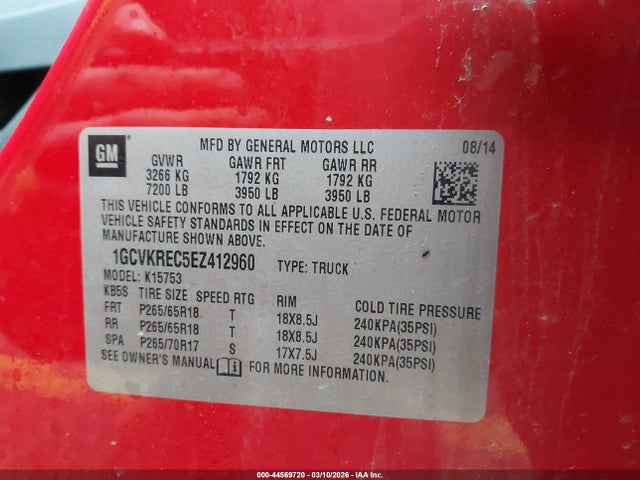 GM
MFD BY GENERAL MOTORS LLC 08/14
GVWR GAWR FRT GAWR RR
3266 KG 1792 KG 1792 KG
7200 LB 3950 LB 3950 LB
THIS VEHICLE CONFORMS TO ALL APPLICABLE U.S. FEDERAL MOTOR
VEHICLE SAFETY STANDARDS IN EFFECT ON THE DATE OF
MANUFACTURE SHOWN ABOVE.
1GCVKREC5EZ412960 TYPE: TRUCK
MODEL: K15753
KB5S TIRE SIZE SPEED RTG RIM COLD TIRE PRESSURE
FRT P265/65R18 T 18X8.5J 240KPA(35PSI)
RR P265/65R18 T 18X8.5J 240KPA(35PSI)
SPA P265/70R17 S 17X7.5J 240KPA(35PSI)
SEE OWNER'S MANUAL FOR MORE INFORMATION
000-44569720 - 03/10/2026 - IAA, Inc.